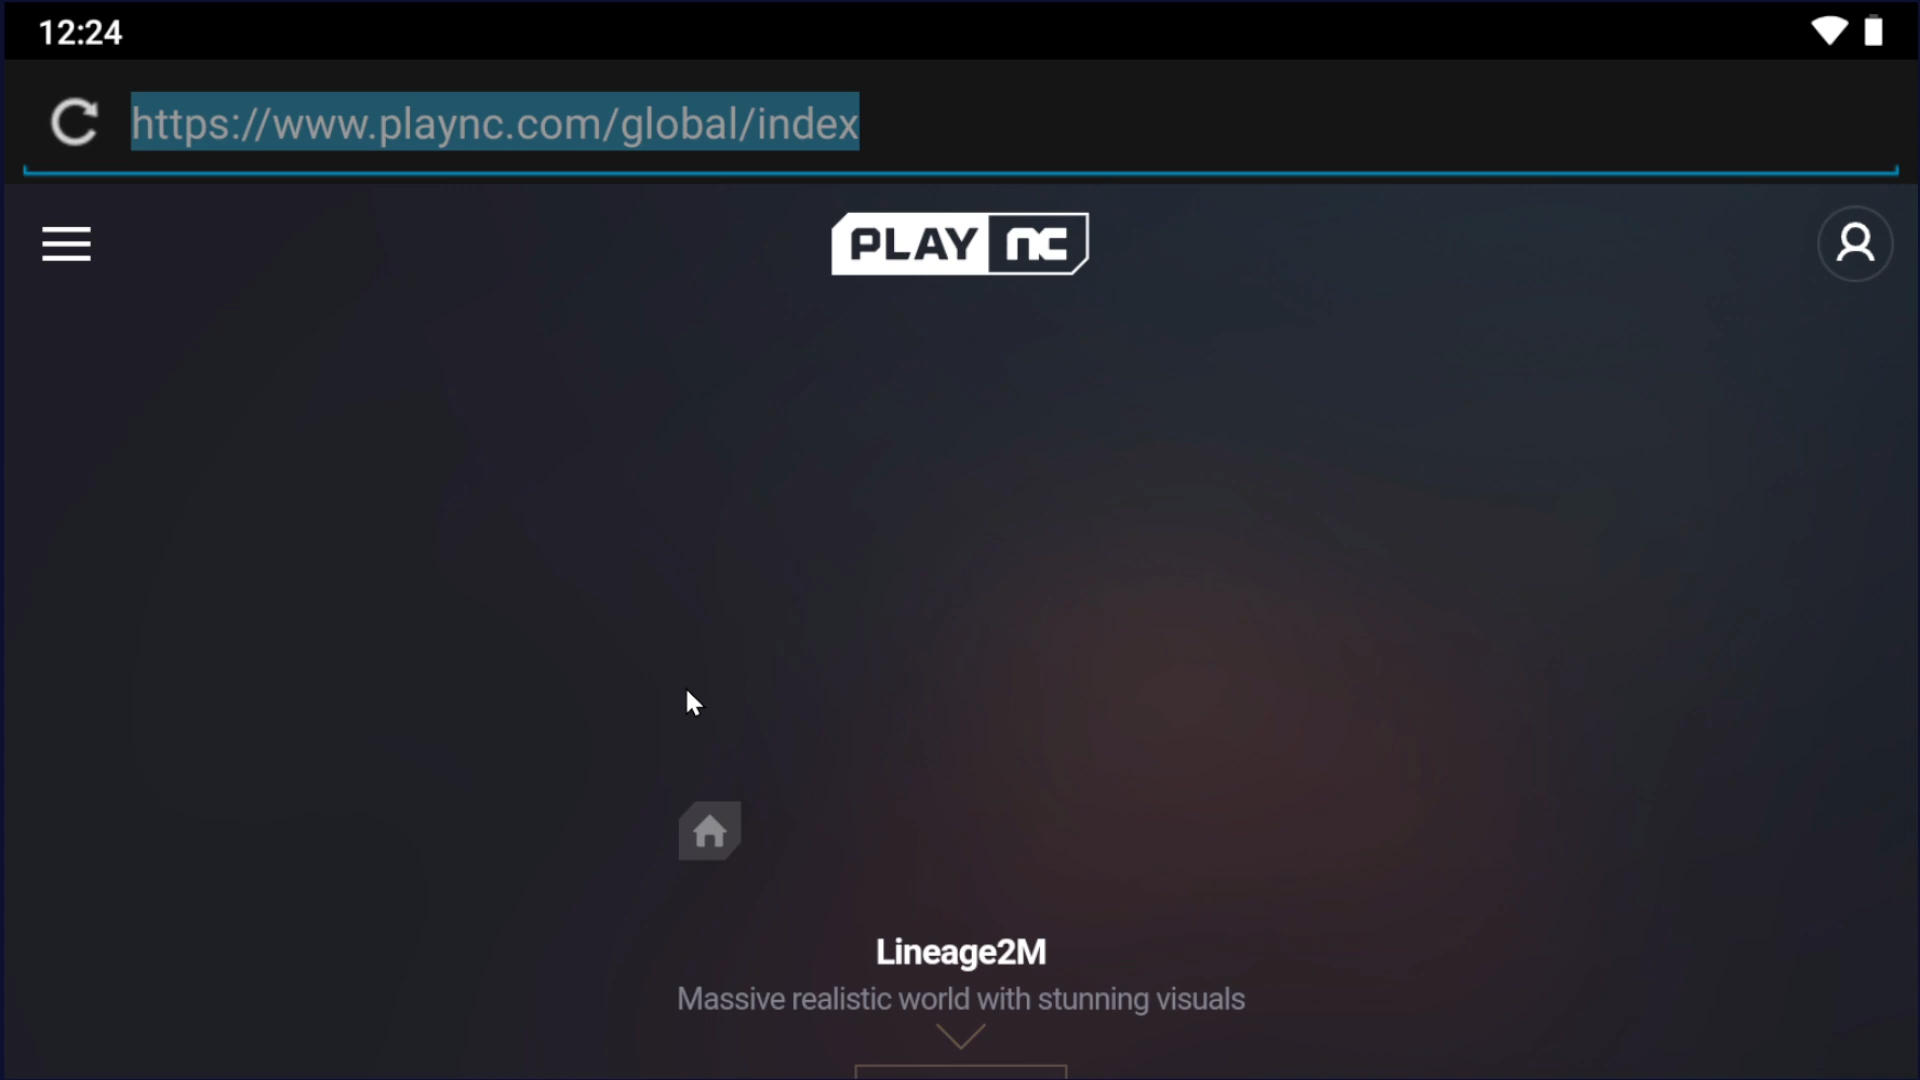 12:24
https://www.plaync.com/global/index
PLAY nc
Lineage2M
Massive realistic world with stunning visuals